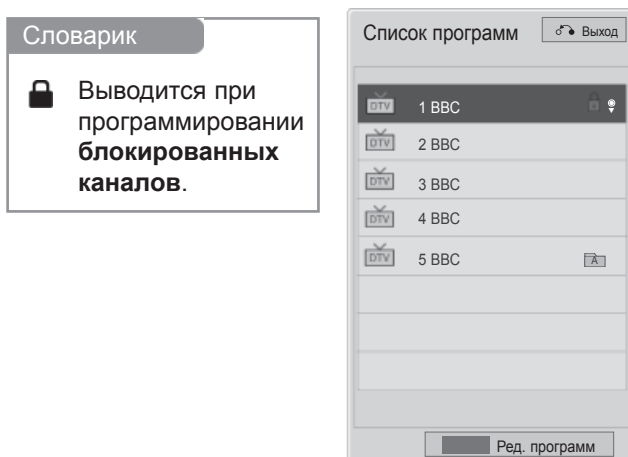 Словарик
Выводится при
программировании
блокированных
каналов.
Список программ
Выход
DTV 1 BBC
DTV 2 BBC
DTV 3 BBC
DTV 4 BBC
DTV 5 BBC A
Ред. программ